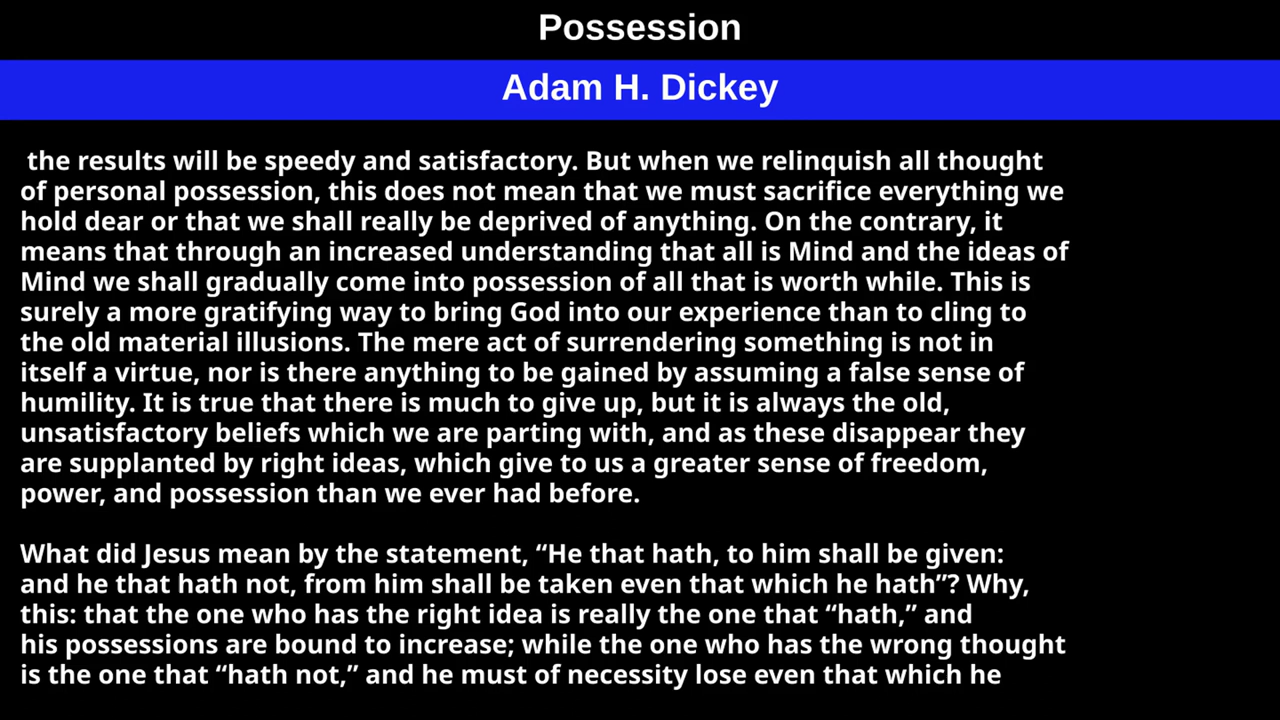 Possession
Adam H. Dickey
the results will be speedy and satisfactory. But when we relinquish all thought
of personal possession, this does not mean that we must sacrifice everything we
hold dear or that we shall really be deprived of anything. On the contrary, it
means that through an increased understanding that all is Mind and the ideas of
Mind we shall gradually come into possession of all that is worth while. This is
surely a more gratifying way to bring God into our experience than to cling to
the old material illusions. The mere act of surrendering something is not in
itself a virtue, nor is there anything to be gained by assuming a false sense of
humility. It is true that there is much to give up, but it is always the old,
unsatisfactory beliefs which we are parting with, and as these disappear they
are supplanted by right ideas, which give to us a greater sense of freedom,
power, and possession than we ever had before.
What did Jesus mean by the statement, “He that hath, to him shall be given:
and he that hath not, from him shall be taken even that which he hath”? Why,
this: that the one who has the right idea is really the one that “hath,” and
his possessions are bound to increase; while the one who has the wrong thought
is the one that “hath not,” and he must of necessity lose even that which he